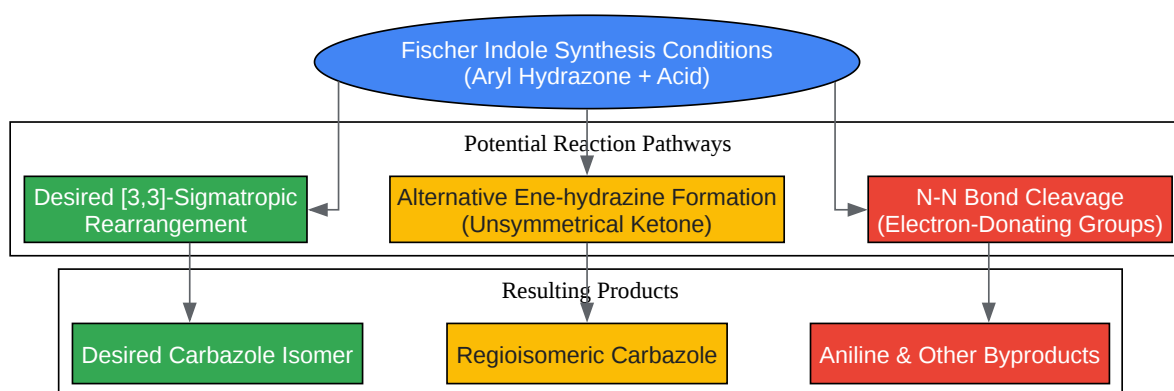 Fischer Indole Synthesis Conditions
(Aryl Hydrazone + Acid)
Potential Reaction Pathways
Desired [3,3]-Sigmatropic
Rearrangement
Alternative Ene-hydrazine Formation
(Unsymmetrical Ketone)
N-N Bond Cleavage
(Electron-Donating Groups)
Resulting Products
Desired Carbazole Isomer
Regioisomeric Carbazole
Aniline & Other Byproducts